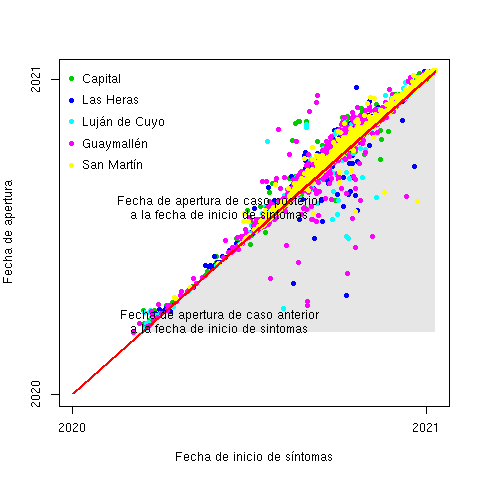 2021
Capital
Las Heras
Luján de Cuyo
Guaymallén
San Martín
Fecha de apertura de caso posterior
a la fecha de inicio de sintomas
Fecha de apertura
Fecha de apertura de caso anterior
a la fecha de inicio de sintomas
2020
2020
2021
Fecha de inicio de síntomas